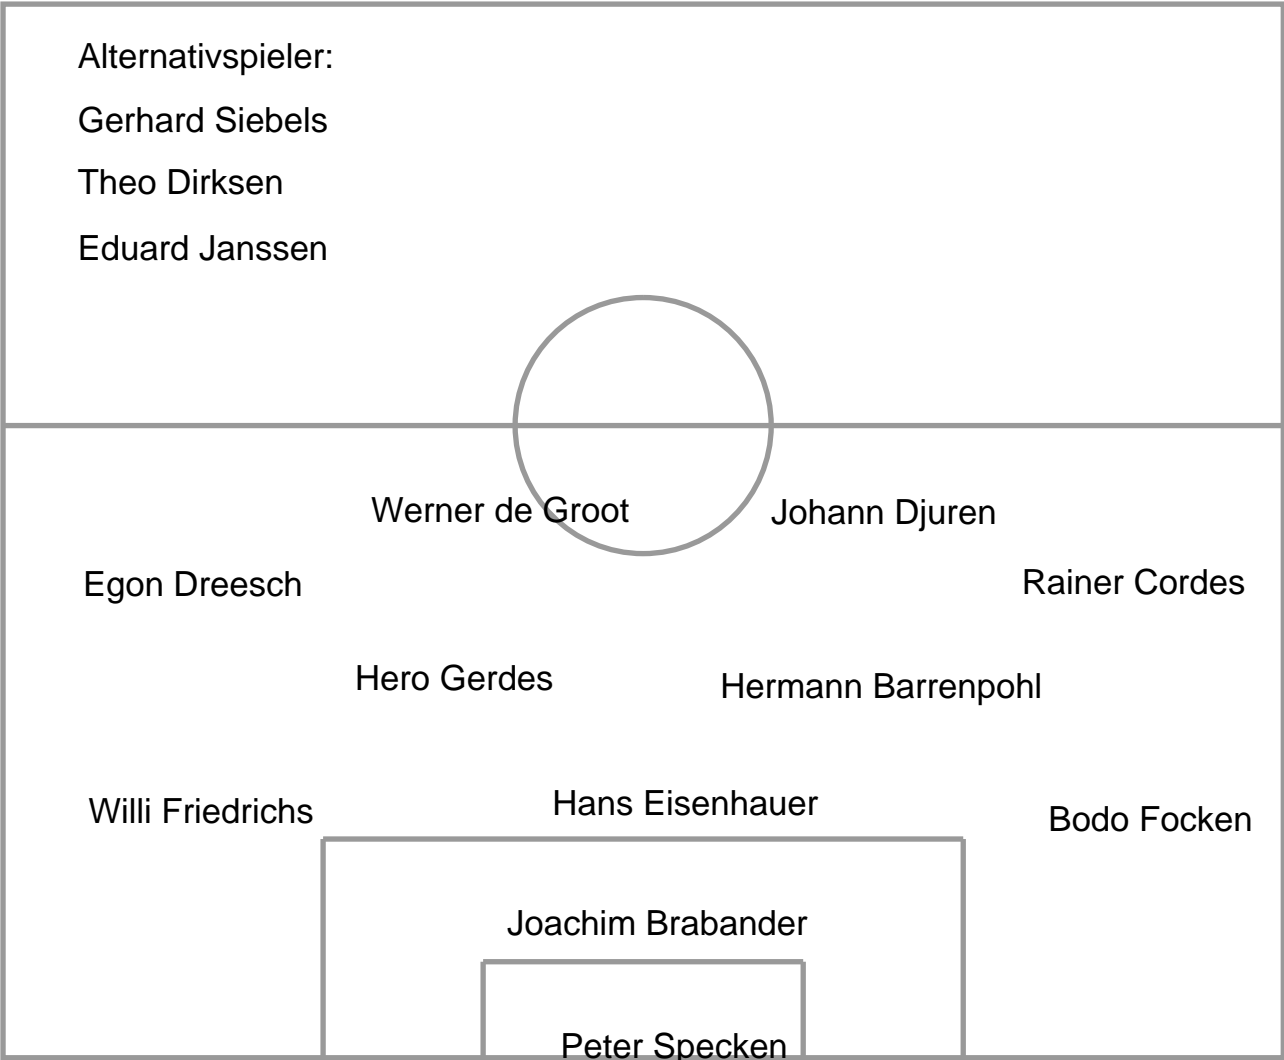 Alternativspieler:
Gerhard Siebels
Theo Dirksen
Eduard Janssen
Werner de Groot
Johann Djuren
Egon Dreesch
Rainer Cordes
Hero Gerdes
Hermann Barrenpohl
Willi Friedrichs
Hans Eisenhauer
Bodo Focken
Joachim Brabander
Peter Specken